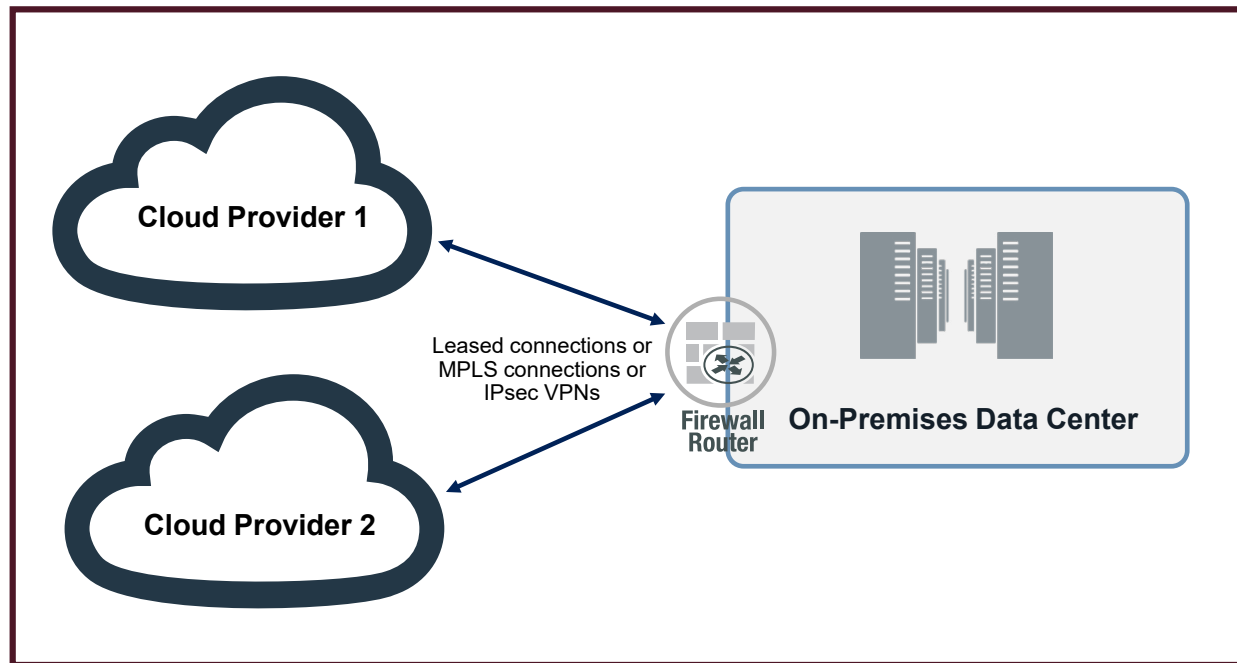 Cloud Provider 1
Leased connections or
MPLS connections or
IPsec VPNs
Firewall
Router
On-Premises Data Center
Cloud Provider 2